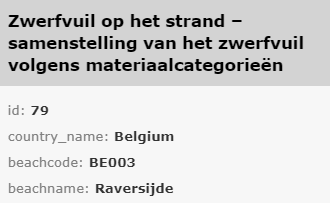 Zwerfvuil op het strand –
samenstelling van het zwerfvuil
volgens materiaalcategorieën
id: 79
country_name: Belgium
beachcode: BE003
beachname: Raversijde